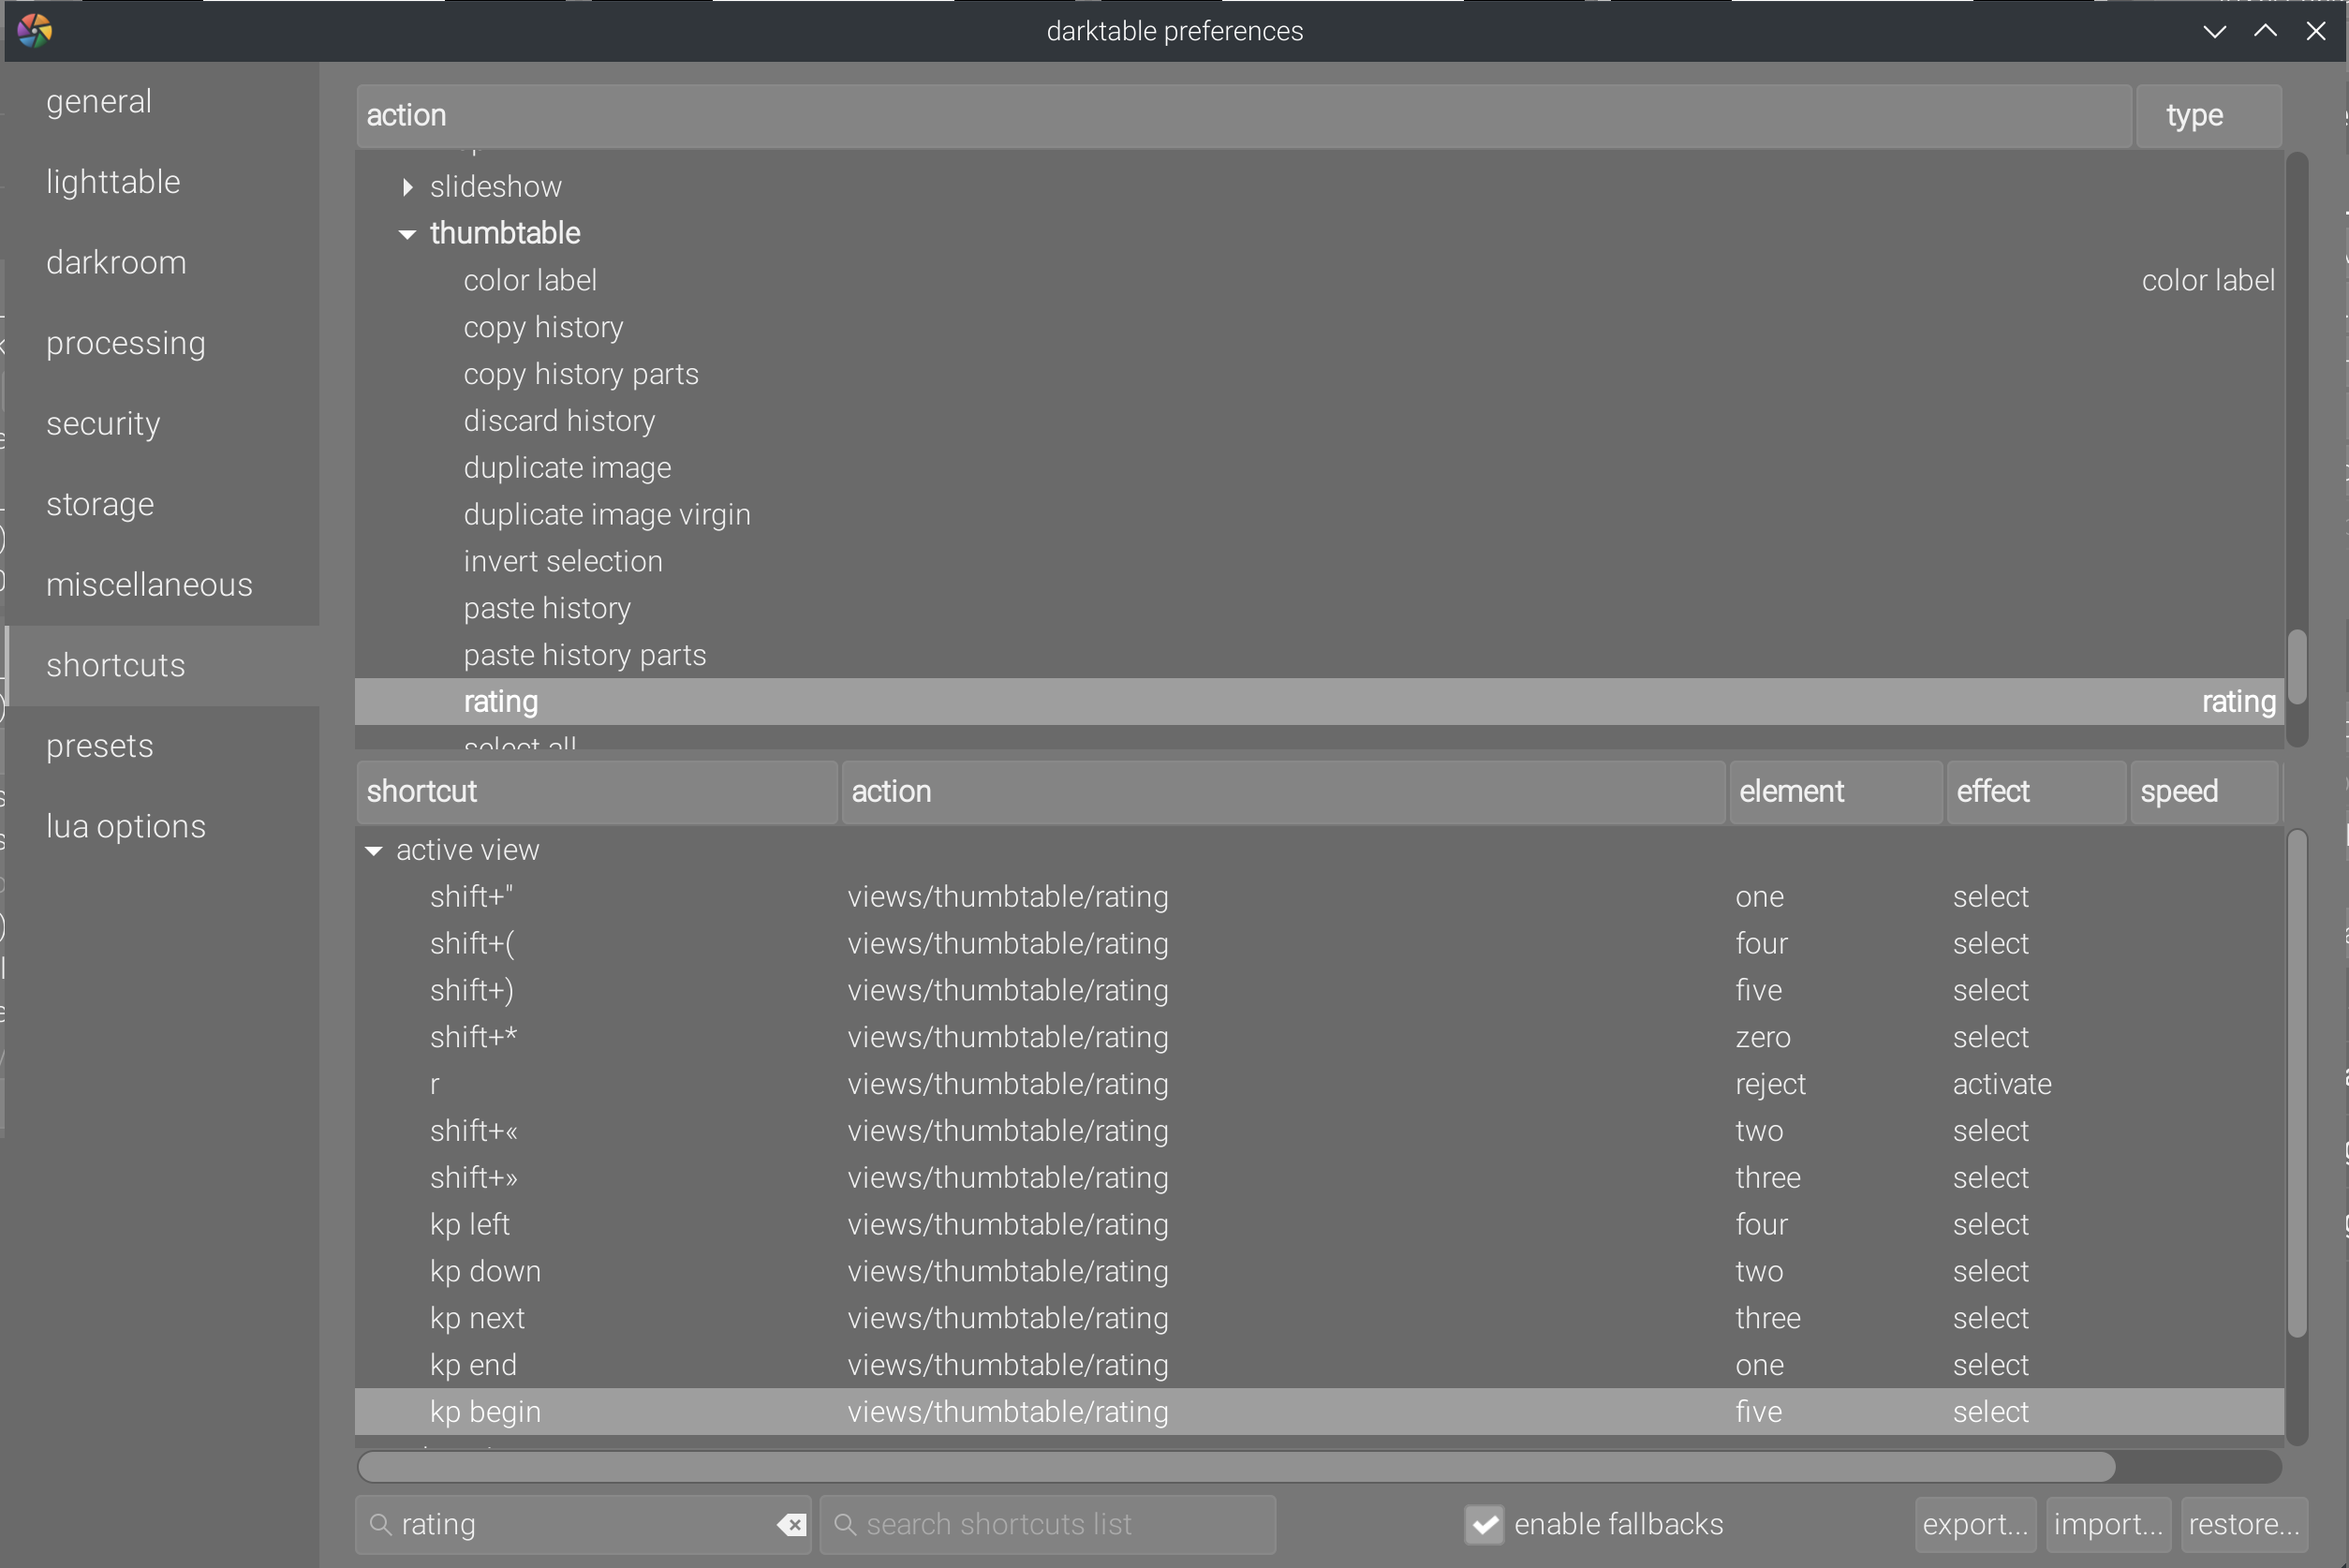 darktable preferences
general
lighttable
darkroom
processing
security
storage
miscellaneous
shortcuts
presets
lua options
action type
slideshow
thumbtable
color label color label
copy history
copy history parts
discard history
duplicate image
duplicate image virgin
invert selection
paste history
paste history parts
rating rating
select all
shortcut action element effect speed
active view
shift+" views/thumbtable/rating one select
shift+( views/thumbtable/rating four select
shift+) views/thumbtable/rating five select
shift+* views/thumbtable/rating zero select
r views/thumbtable/rating reject activate
shift+« views/thumbtable/rating two select
shift+» views/thumbtable/rating three select
kp left views/thumbtable/rating four select
kp down views/thumbtable/rating two select
kp next views/thumbtable/rating three select
kp end views/thumbtable/rating one select
kp begin views/thumbtable/rating five select
rating search shortcuts list enable fallbacks export... import... restore...